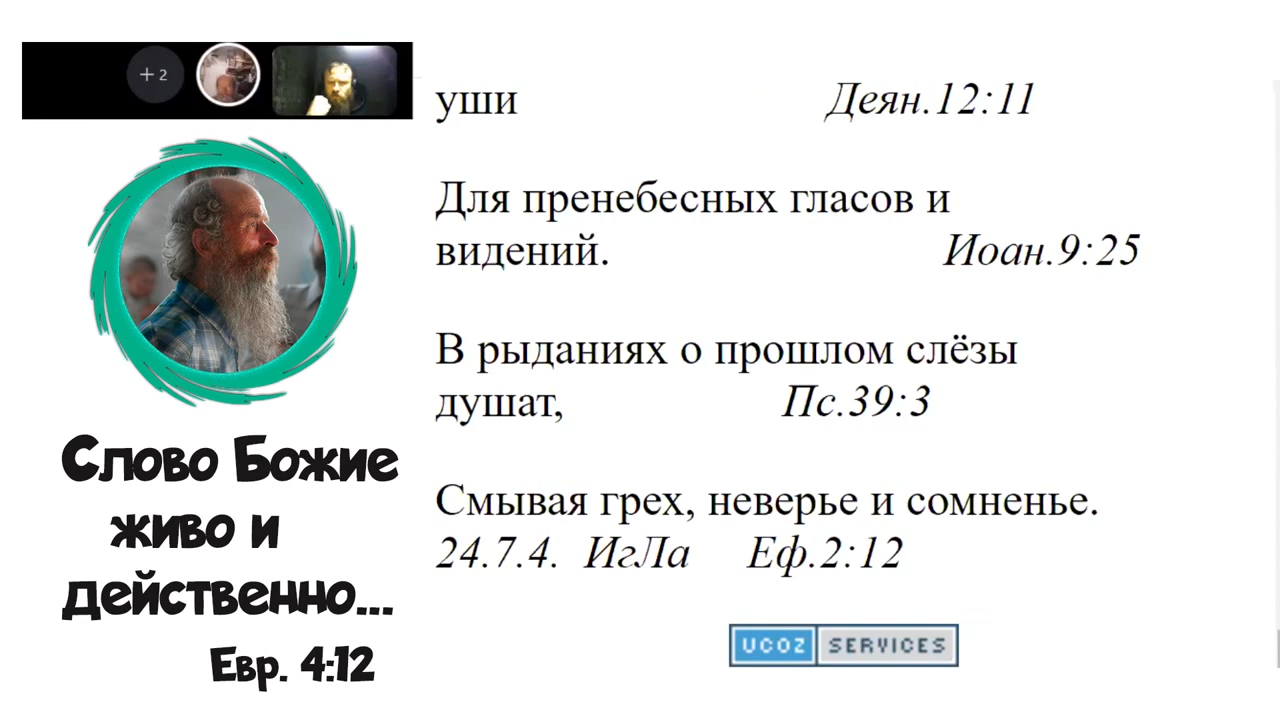 +2
уши Деян.12:11
Для пренебесных гласов и
видений. Иоан.9:25
В рыданиях о прошлом слёзы
душат, Пс.39:3
Смывая грех, неверье и сомненье.
24.7.4. ИгЛа Еф.2:12
UCOZ SERVICES
Слово Божие
живо и
действенно...
Евр. 4:12